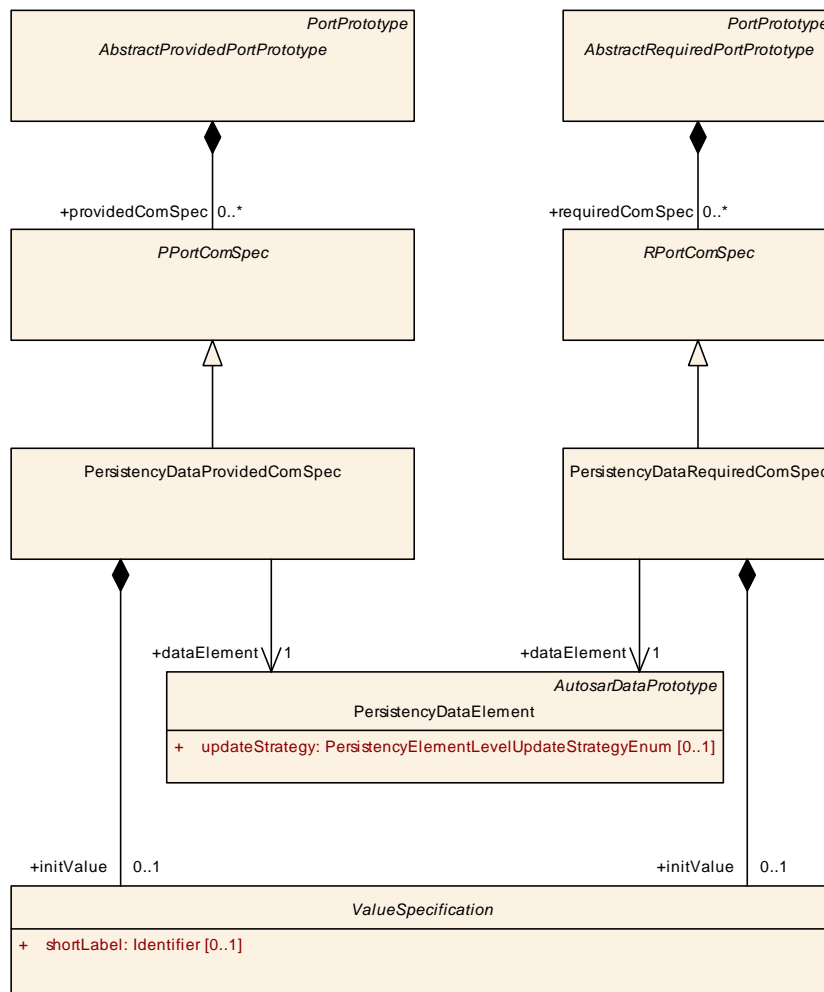 PortPrototype
AbstractProvidedPortPrototype
PortPrototype
AbstractRequiredPortPrototype
+providedComSpec 0..*
+requiredComSpec 0..*
PPortComSpec
RPortComSpec
PersistencyDataProvidedComSpec
PersistencyDataRequiredComSpec
+dataElement 1
+dataElement 1
AutosarDataPrototype
PersistencyDataElement
+ updateStrategy: PersistencyElementLevelUpdateStrategyEnum [0..1]
+initValue 0..1
+initValue 0..1
ValueSpecification
+ shortLabel: Identifier [0..1]